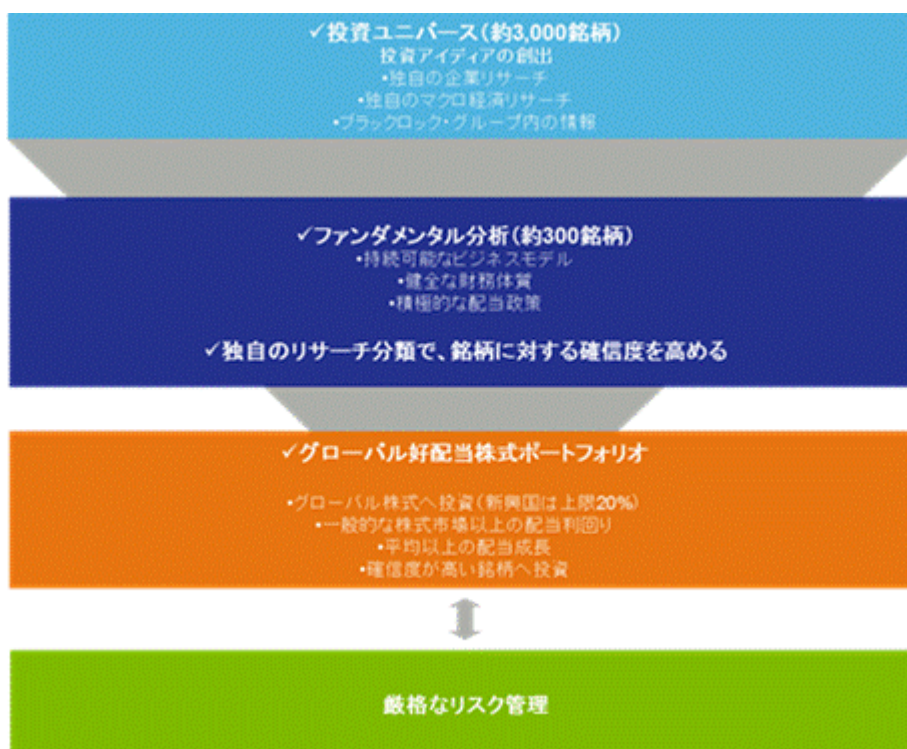 ✓投資ユニバース(約3,000銘柄)
投資アイディアの創出
•独自の企業リサーチ
•独自のマクロ経済リサーチ
•ブラックロック・グループ内の情報
✓ファンダメンタル分析(約300銘柄)
•持続可能なビジネスモデル
•健全な財務体質
•積極的な配当政策
✓独自のリサーチ分類で、銘柄に対する確信度を高める
✓グローバル好配当株式ポートフォリオ
•グローバル株式へ投資(新興国は上限20%)
•一般的な株式市場以上の配当利回り
•平均以上の配当成長
•確信度が高い銘柄へ投資
厳格なリスク管理